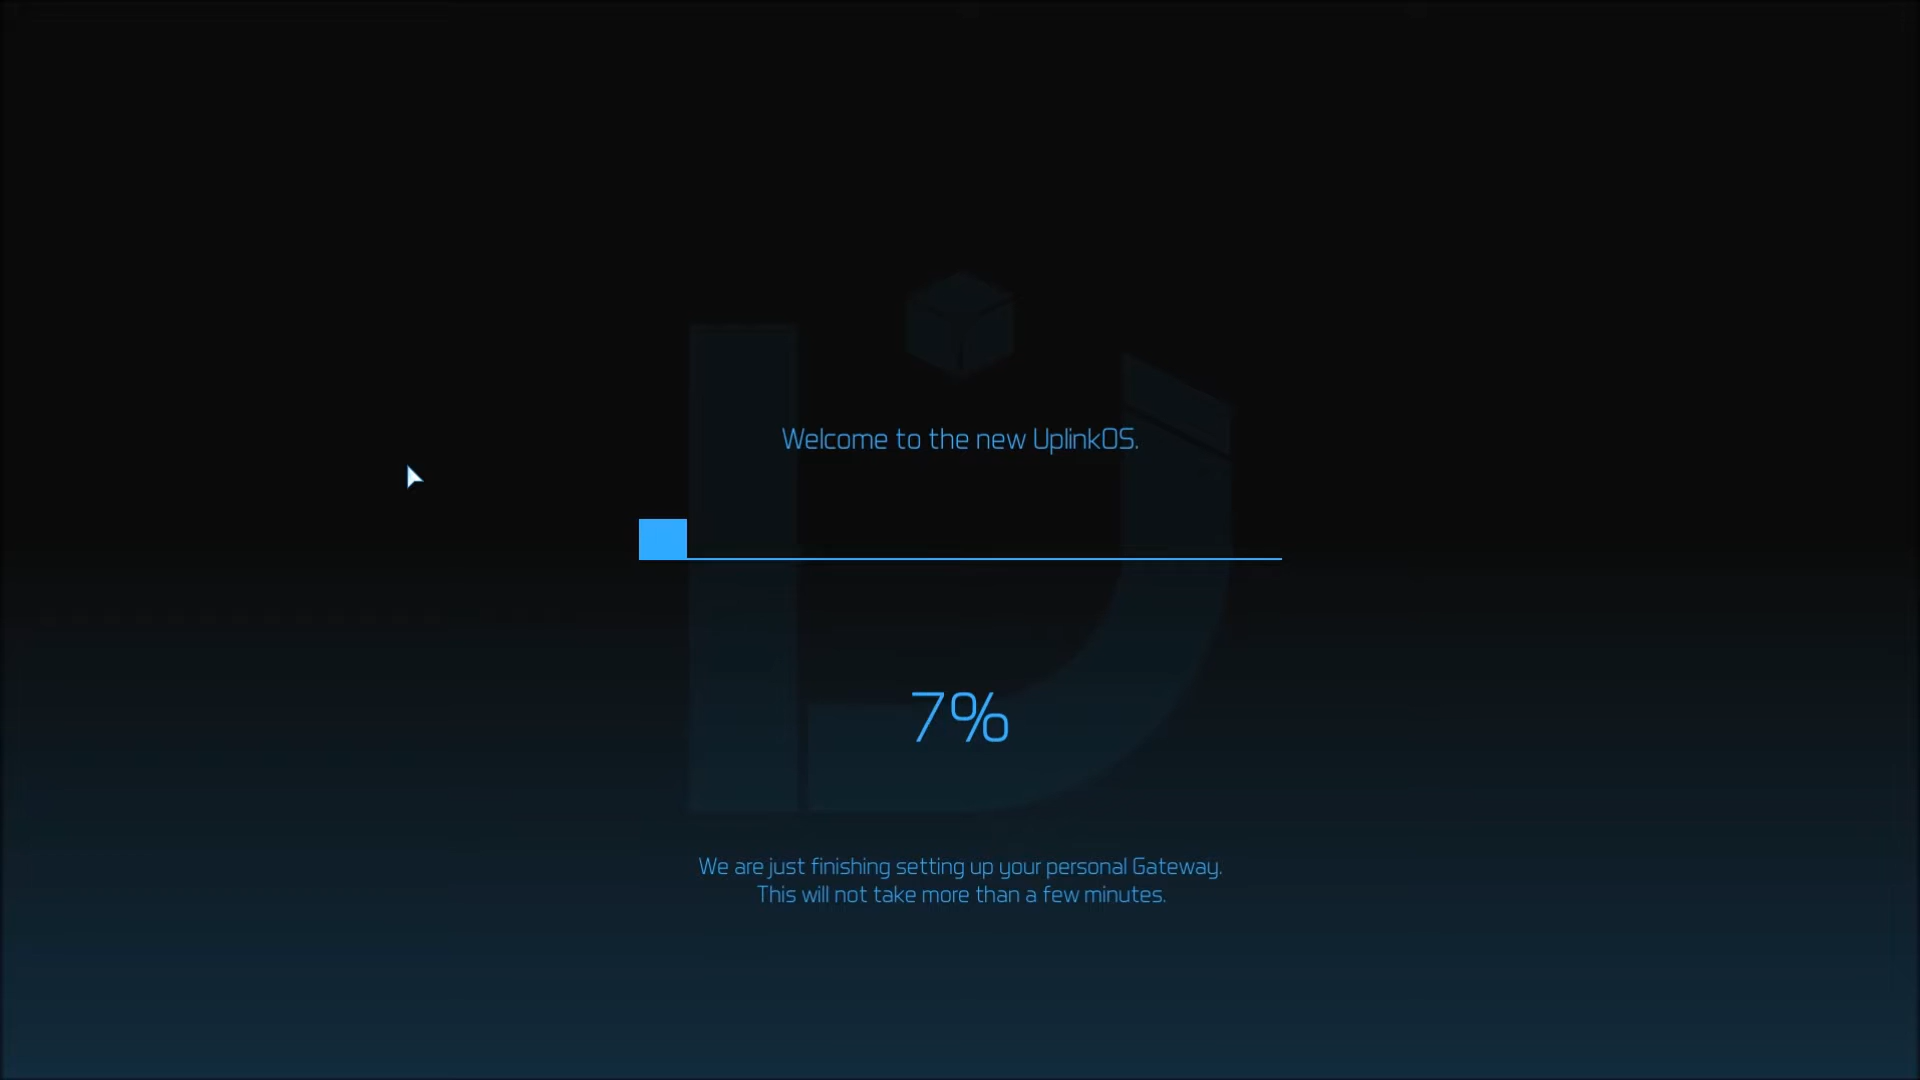 Welcome to the new UplinkOS.
7%
We are just finishing setting up your personal Gateway.
This will not take more than a few minutes.